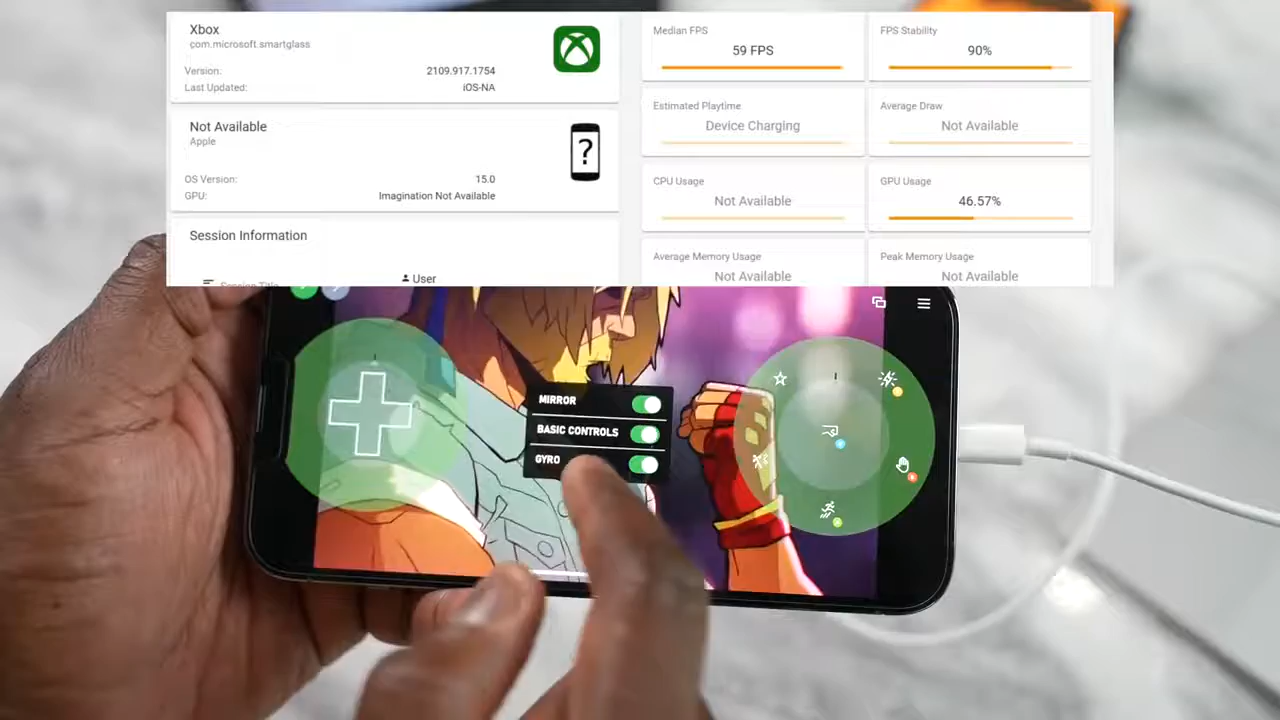 Xbox
com.microsoft.smartglass
Version: 2109.917.1754
Last Updated: iOS-NA
Not Available
Apple
?
OS Version: 15.0
GPU: Imagination Not Available
Session Information
Session Title
User
Median FPS
59 FPS
FPS Stability
90%
Estimated Playtime
Device Charging
Average Draw
Not Available
CPU Usage
Not Available
GPU Usage
46.57%
Average Memory Usage
Not Available
Peak Memory Usage
Not Available
MIRROR
BASIC CONTROLS
GYRO